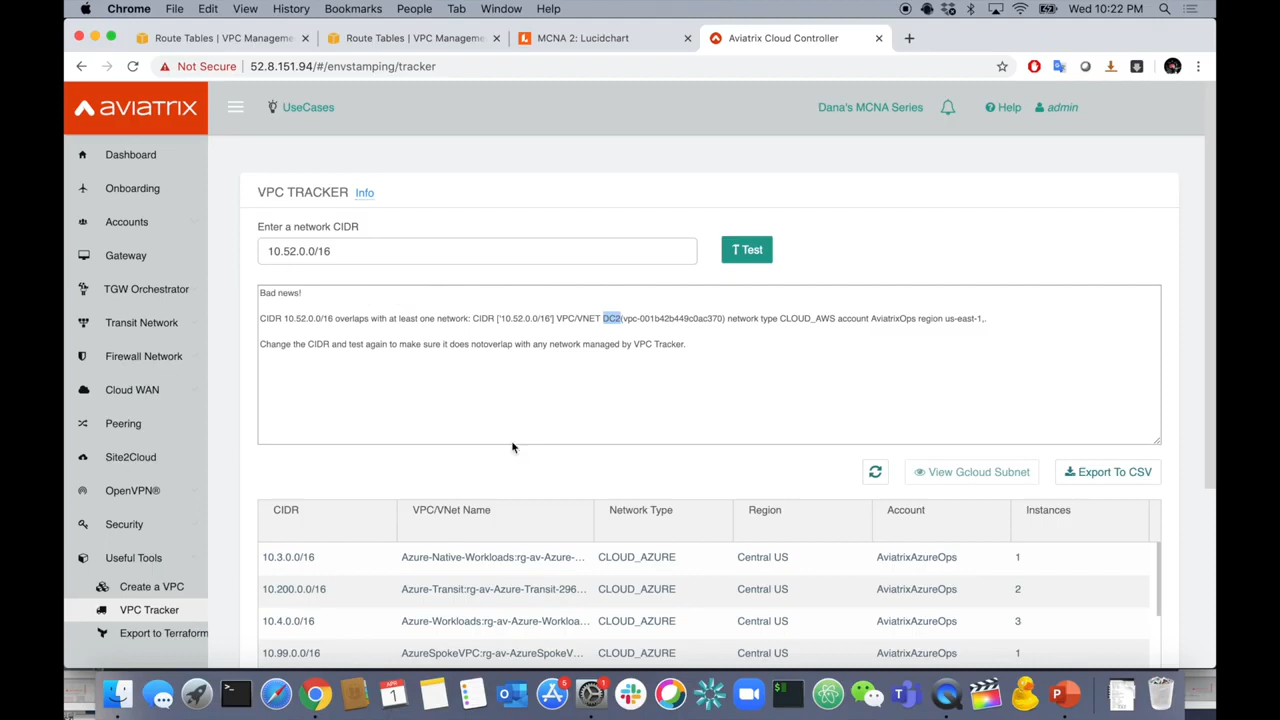 Chrome File Edit View History Bookmarks People Tab Window Help Wed 10:22 PM
Route Tables | VPC Manageme
Route Tables | VPC Manageme
MCNA 2: Lucidchart
Aviatrix Cloud Controller
Not Secure 52.8.151.94/#/envstamping/tracker
aviatrix
UseCases
Dana's MCNA Series
Help
admin
Dashboard
Onboarding
Accounts
Gateway
TGW Orchestrator
Transit Network
Firewall Network
Cloud WAN
Peering
Site2Cloud
OpenVPN®
Security
Useful Tools
Create a VPC
VPC Tracker
Export to Terraform
VPC TRACKER Info
Enter a network CIDR
10.52.0.0/16
Test
Bad news!
CIDR 10.52.0.0/16 overlaps with at least one network: CIDR ['10.52.0.0/16'] VPC/VNET DC2(vpc-001b42b449c0ac370) network type CLOUD_AWS account AviatrixOps region us-east-1,.
Change the CIDR and test again to make sure it does notoverlap with any network managed by VPC Tracker.
View Gcloud Subnet
Export To CSV
CIDR VPC/VNet Name Network Type Region Account Instances
10.3.0.0/16 Azure-Native-Workloads:rg-av-Azure-... CLOUD_AZURE Central US AviatrixAzureOps 1
10.200.0.0/16 Azure-Transit:rg-av-Azure-Transit-296... CLOUD_AZURE Central US AviatrixAzureOps 2
10.4.0.0/16 Azure-Workloads:rg-av-Azure-Workloa... CLOUD_AZURE Central US AviatrixAzureOps 3
10.99.0.0/16 AzureSpokeVPC:rg-av-AzureSpokeV... CLOUD_AZURE Central US AviatrixAzureOps 1
5
1